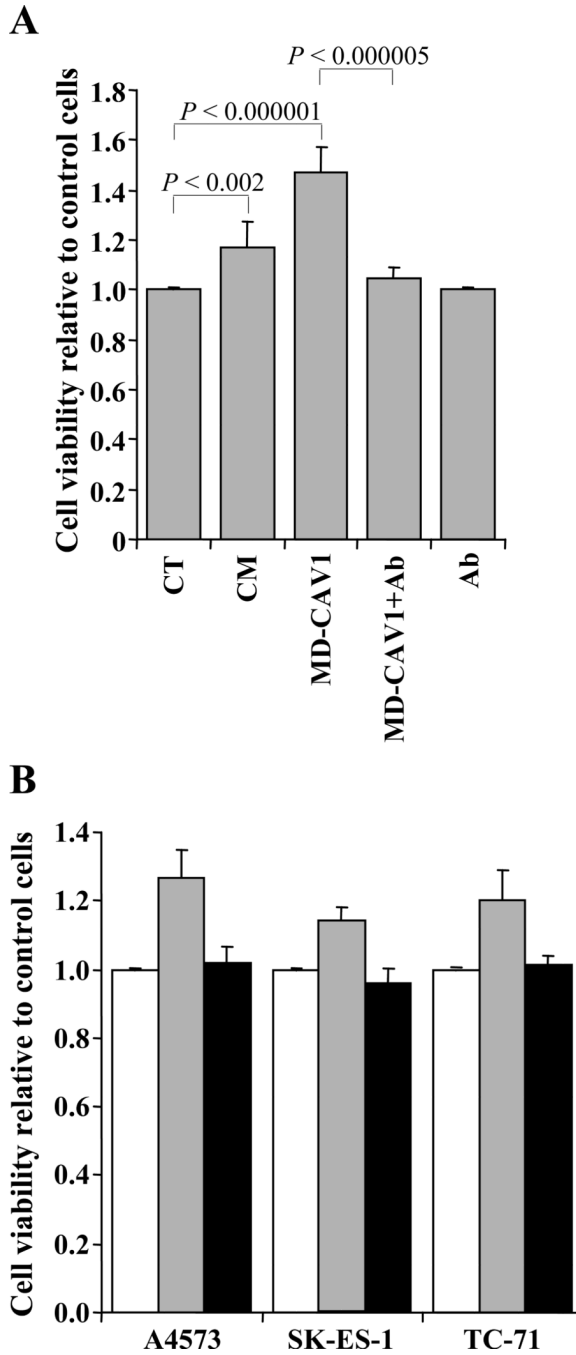 A
P < 0.000005
P < 0.000001
P < 0.002
Cell viability relative to control cells
1.8
1.6
1.4
1.2
1.0
0.8
0.6
0.4
0.2
0
CT
CM
MD-CAV1
MD-CAV1+Ab
Ab
B
Cell viability relative to control cells
1.4
1.2
1.0
0.8
0.6
0.4
0.2
0.0
A4573 SK-ES-1 TC-71